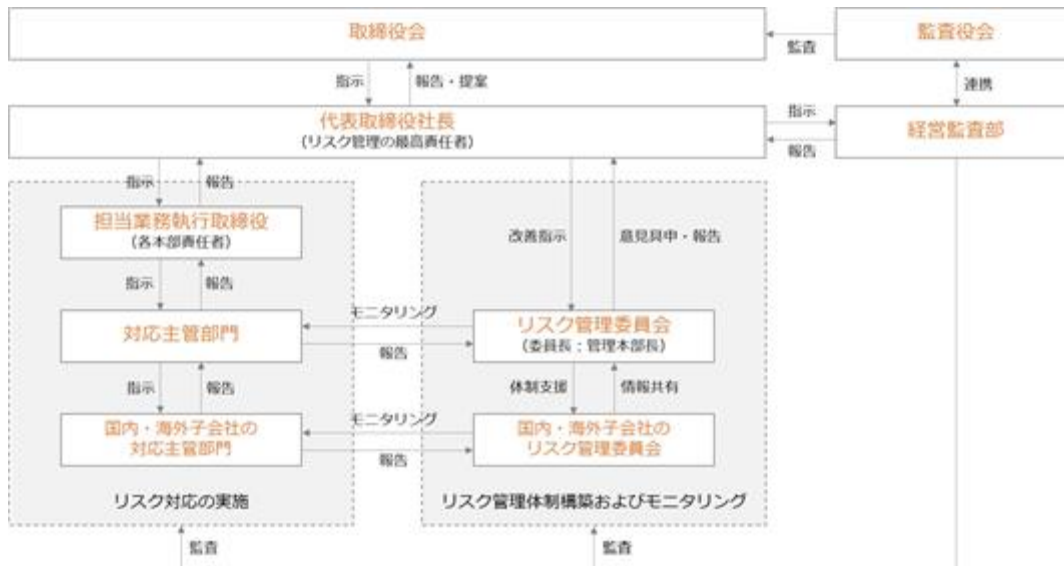 取締役会
監査役会
監査
指示
報告・提案
連携
代表取締役社長
(リスク管理の最高責任者)
指示
報告
経営監査部
指示
報告
担当業務執行取締役
(各本部責任者)
改善指示
意見具申・報告
指示
報告
対応主管部門
モニタリング
報告
リスク管理委員会
(委員長:管理本部長)
指示
報告
体制支援
情報共有
国内・海外子会社の
対応主管部門
モニタリング
報告
国内・海外子会社の
リスク管理委員会
リスク対応の実施
リスク管理体制構築およびモニタリング
監査
監査